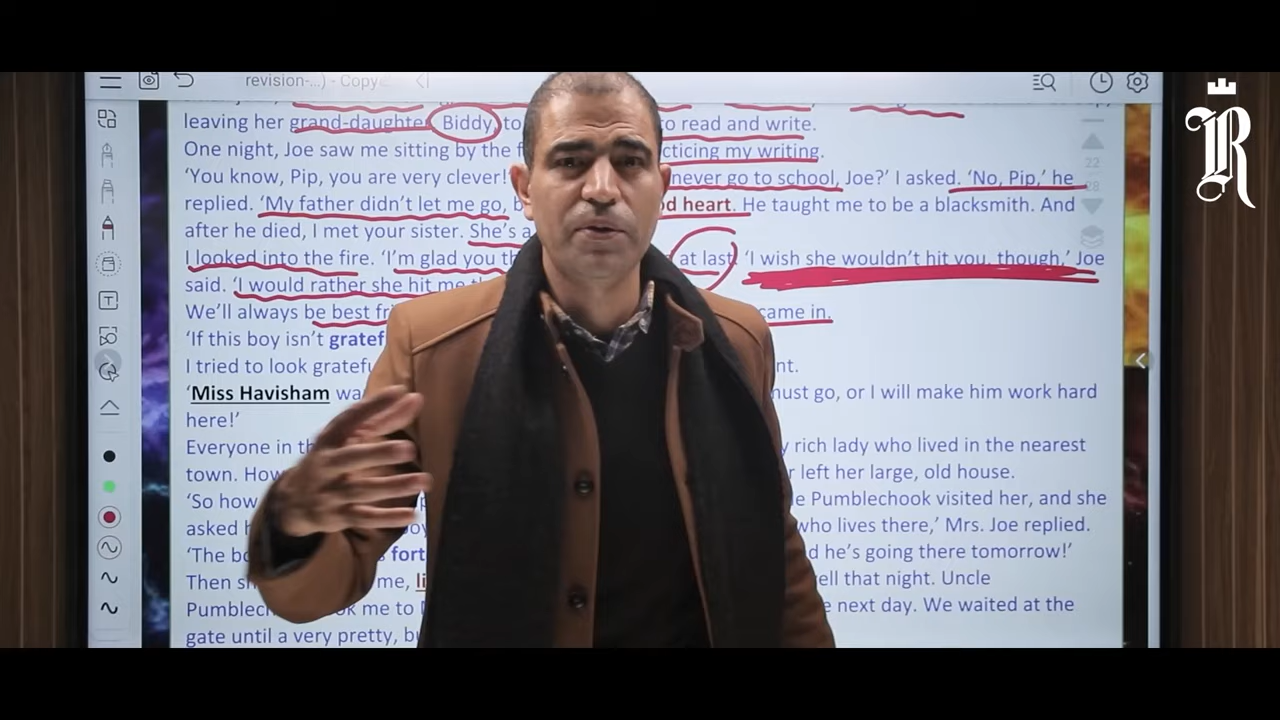 revision-...) - Copy
leaving her grand-daughter Biddy, to o read and write.
One night, Joe saw me sitting by the f cticing my writing.
‘You know, Pip, you are very clever! never go to school, Joe?’ I asked. ‘No, Pip,’ he
replied. ‘My father didn’t let me go, b d heart. He taught me to be a blacksmith. And
after he died, I met your sister. She’s a
I looked into the fire. ‘I’m glad you th at last. ‘I wish she wouldn’t hit you, though,’ Joe
said. ‘I would rather she hit me
We’ll always be best fri came in.
‘If this boy isn’t gratef
I tried to look gratefu nt.
‘Miss Havisham wa must go, or I will make him work hard
here!’
Everyone in th y rich lady who lived in the nearest
town. How r left her large, old house.
‘So how e Pumblechook visited her, and she
asked h who lives there,’ Mrs. Joe replied.
‘The bo fort d he’s going there tomorrow!’
Then sh me, li ell that night. Uncle
Pumblech ok me to e next day. We waited at the
gate until a very pretty, bu
22
28
R